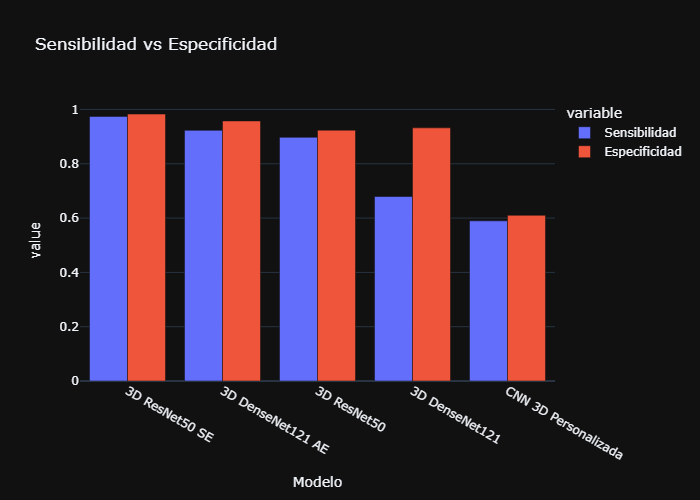 Sensibilidad vs Especificidad
variable
Sensibilidad
Especificidad
value
1
0.8
0.6
0.4
0.2
0
3D ResNet50 SE
3D DenseNet121 AE
3D ResNet50
3D DenseNet121
CNN 3D Personalizada
Modelo